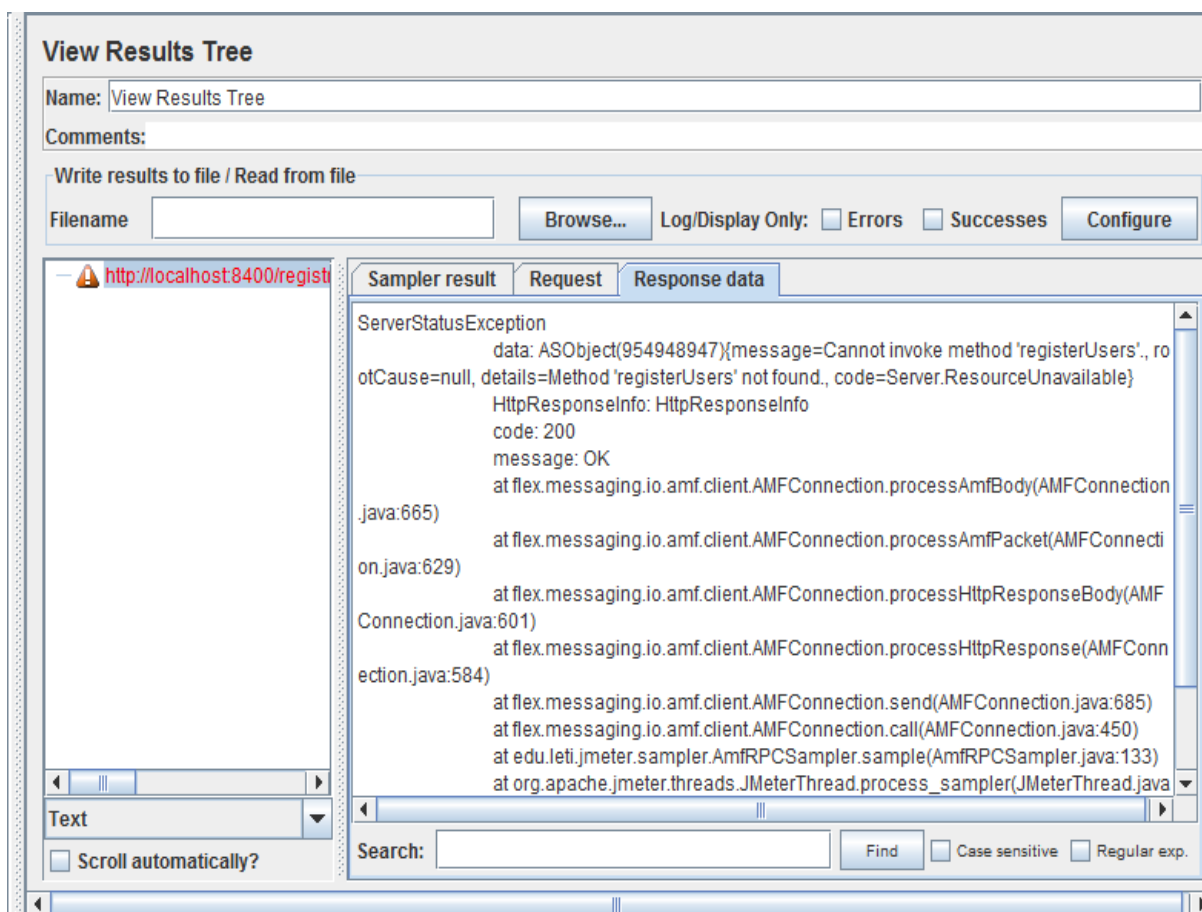 View Results Tree
Name: View Results Tree
Comments:
Write results to file / Read from file
Filename Browse... Log/Display Only: Errors Successes Configure
http://localhost:8400/registr
Sampler result Request Response data
ServerStatusException
data: ASObject(954948947){message=Cannot invoke method 'registerUsers'., ro
otCause=null, details=Method 'registerUsers' not found., code=Server.ResourceUnavailable}
HttpResponseInfo: HttpResponseInfo
code: 200
message: OK
at flex.messaging.io.amf.client.AMFConnection.processAmfBody(AMFConnection
.java:665)
at flex.messaging.io.amf.client.AMFConnection.processAmfPacket(AMFConnecti
on.java:629)
at flex.messaging.io.amf.client.AMFConnection.processHttpResponseBody(AMF
Connection.java:601)
at flex.messaging.io.amf.client.AMFConnection.processHttpResponse(AMFConn
ection.java:584)
at flex.messaging.io.amf.client.AMFConnection.send(AMFConnection.java:685)
at flex.messaging.io.amf.client.AMFConnection.call(AMFConnection.java:450)
at edu.leti.jmeter.sampler.AmfRPCSampler.sample(AmfRPCSampler.java:133)
at org.apache.jmeter.threads.JMeterThread.process_sampler(JMeterThread.java
Text
Scroll automatically?
Search: Find Case sensitive Regular exp.